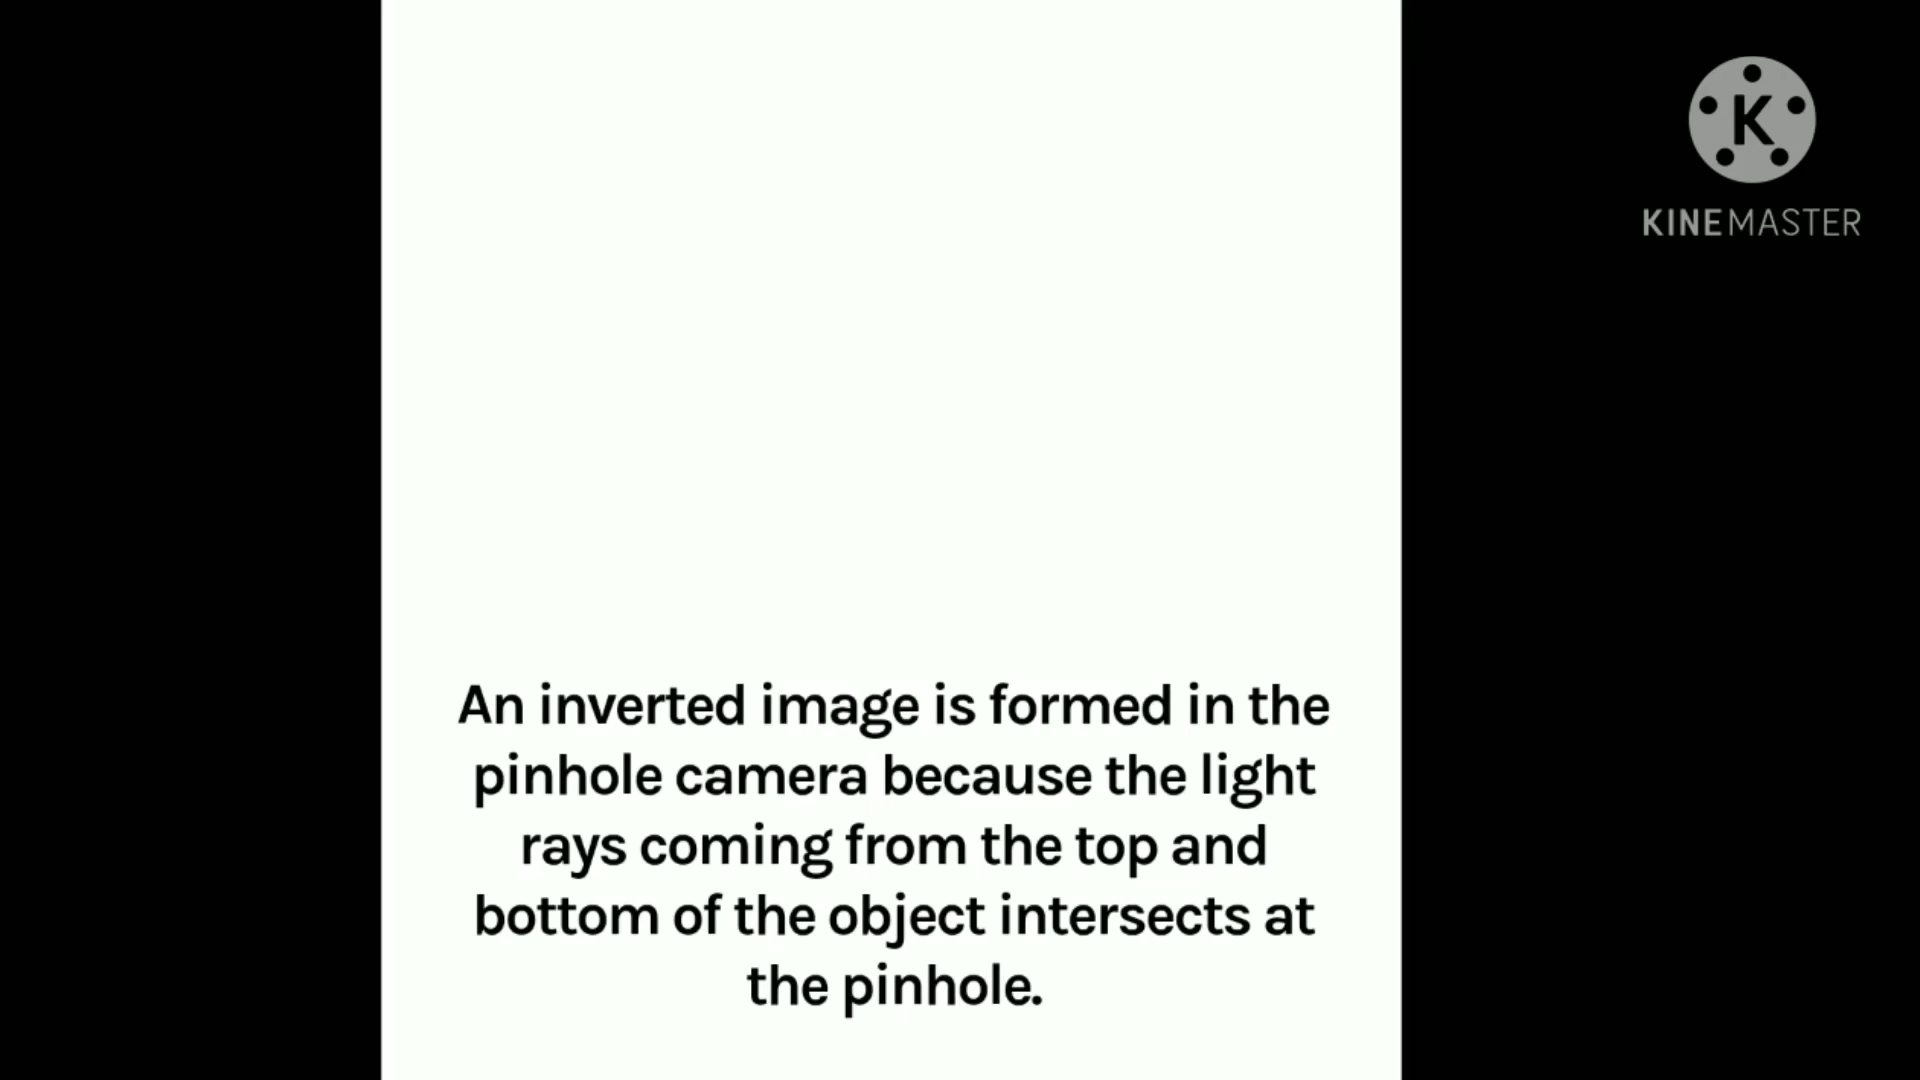 K
KINEMASTER
An inverted image is formed in the
pinhole camera because the light
rays coming from the top and
bottom of the object intersects at
the pinhole.